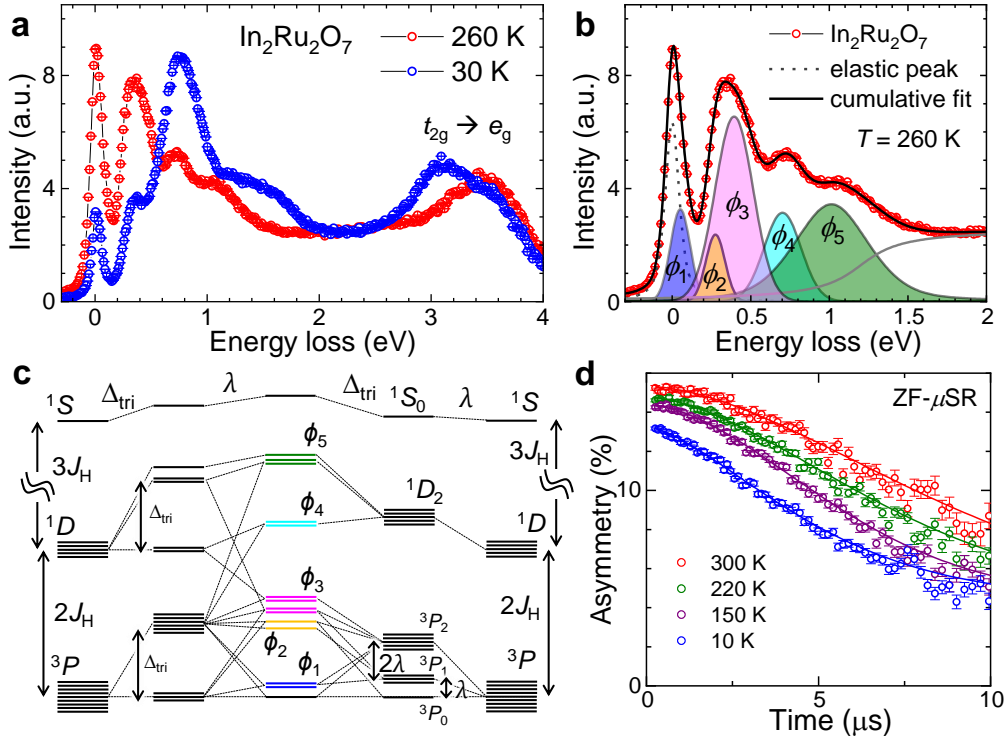 a
In₂Ru₂O₇
260 K
30 K
t₂g → eg
Intensity (a.u.)
0
4
8
0
1
2
3
4
Energy loss (eV)
b
In₂Ru₂O₇
elastic peak
cumulative fit
T = 260 K
ϕ₁
ϕ₂
ϕ₃
ϕ₄
ϕ₅
Intensity (a.u.)
0
4
8
0
0.5
1
1.5
2
Energy loss (eV)
c
Δtri
λ
Δtri
λ
¹S
¹S₀
¹S
3JH
ϕ₅
3JH
¹D
Δtri
ϕ₄
¹D₂
¹D
2JH
ϕ₃
2JH
³P
Δtri
ϕ₂
ϕ₁
³P₂
2λ
³P₁
λ
³P₀
³P
d
ZF-μSR
Asymmetry (%)
10
300 K
220 K
150 K
10 K
0
5
10
Time (μs)